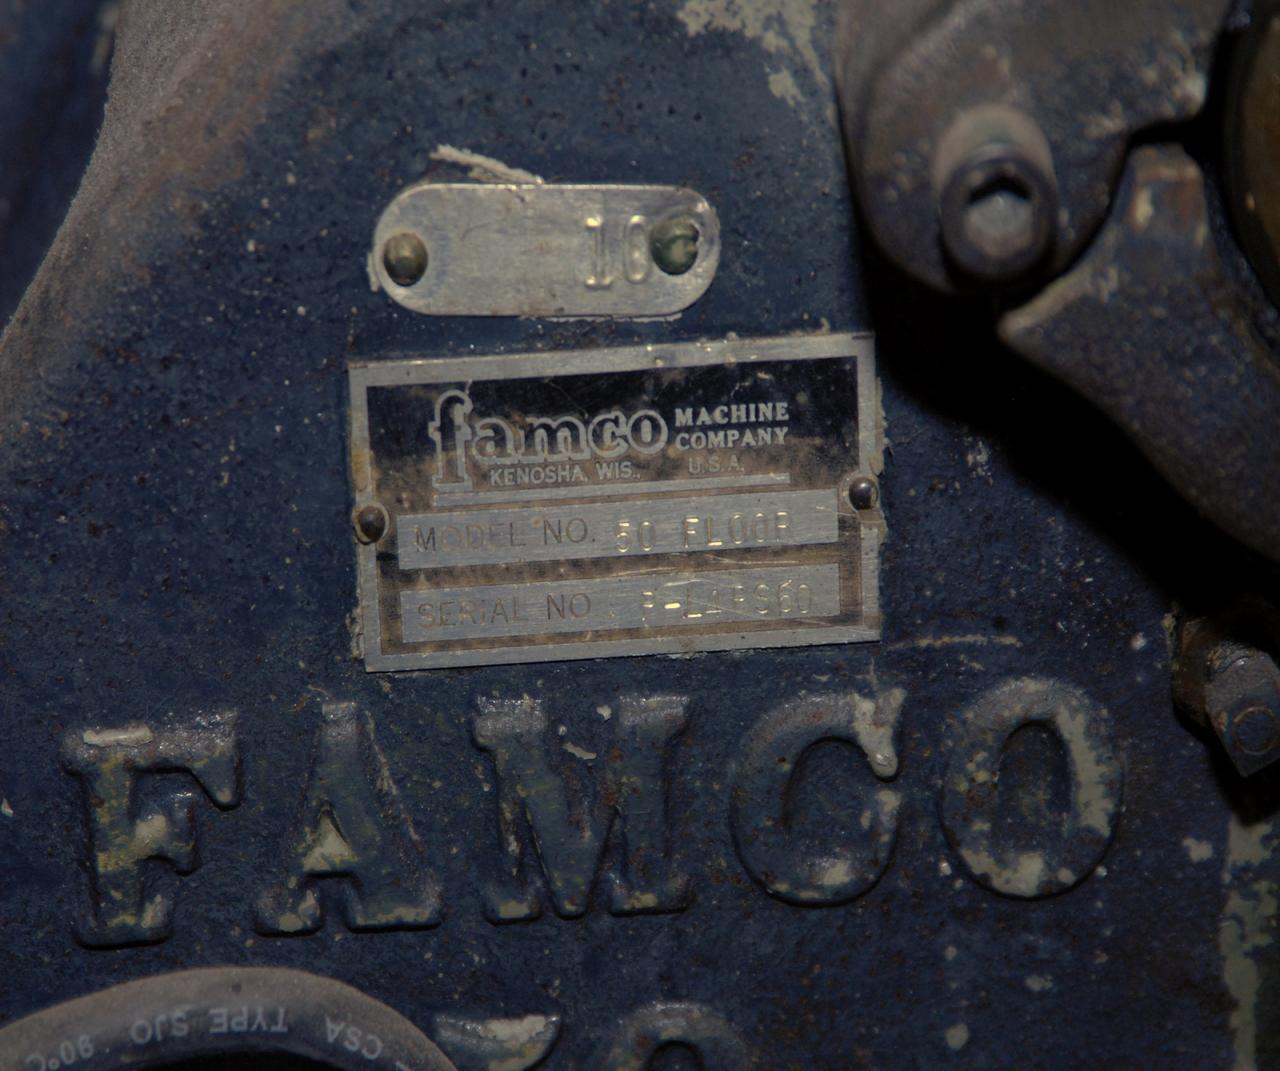 10
famco MACHINE COMPANY
KENOSHA, WIS., U.S.A.
MODEL NO. 50 FLOOR
SERIAL NO.
FAMCO
CSA TYPE SJO 90°C